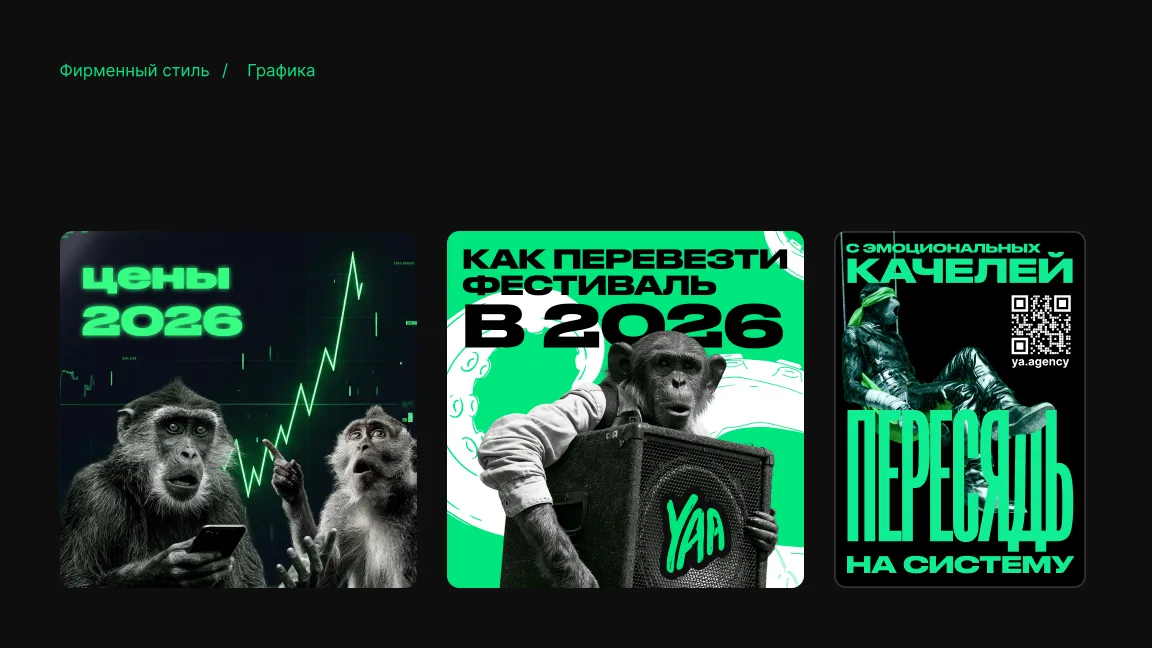 Фирменный стиль / Графика
цены
2026
КАК ПЕРЕВЕЗТИ
ФЕСТИВАЛЬ
В 2026
YAA
С ЭМОЦИОНАЛЬНЫХ
КАЧЕЛЕЙ
ya.agency
ПЕРЕСЯДЬ
НА СИСТЕМУ